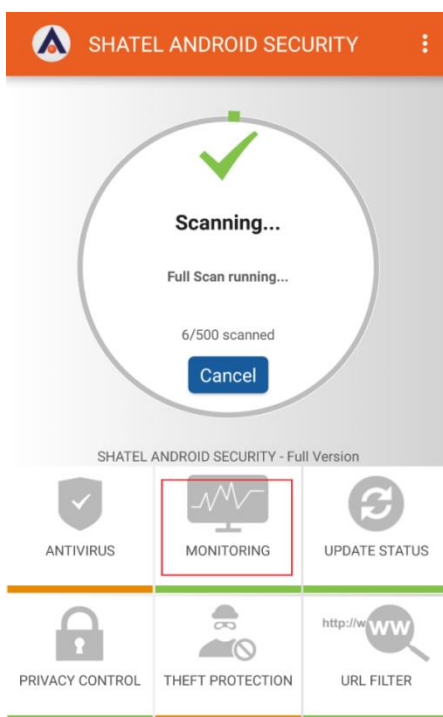 SHATEL ANDROID SECURITY
Scanning...
Full Scan running...
6/500 scanned
Cancel
SHATEL ANDROID SECURITY - Full Version
ANTIVIRUS
MONITORING
UPDATE STATUS
http://w ww
PRIVACY CONTROL
THEFT PROTECTION
URL FILTER